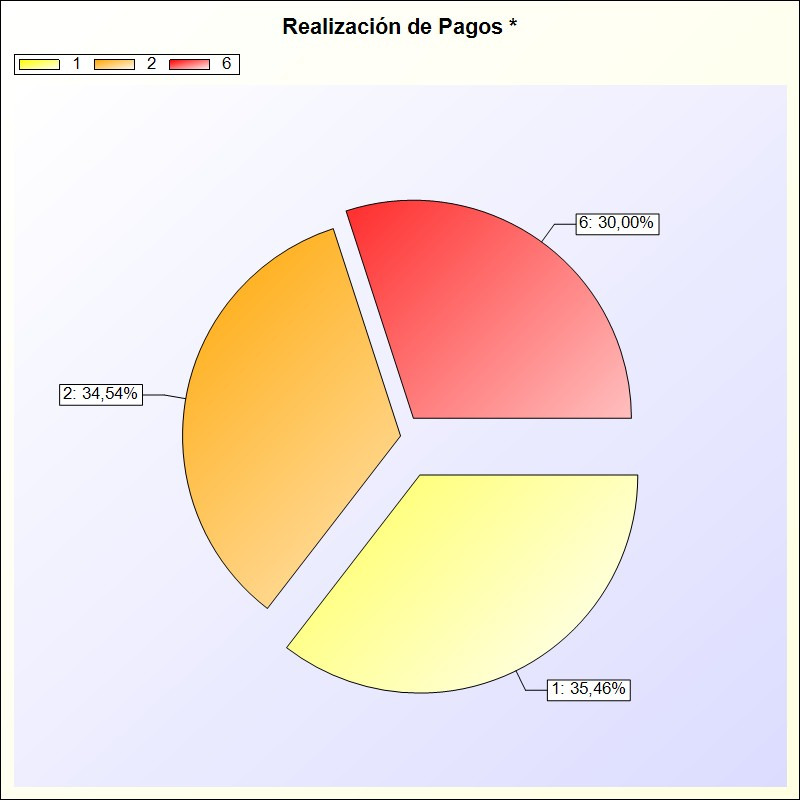 Realización de Pagos *
1 2 6
6: 30,00%
2: 34,54%
1: 35,46%